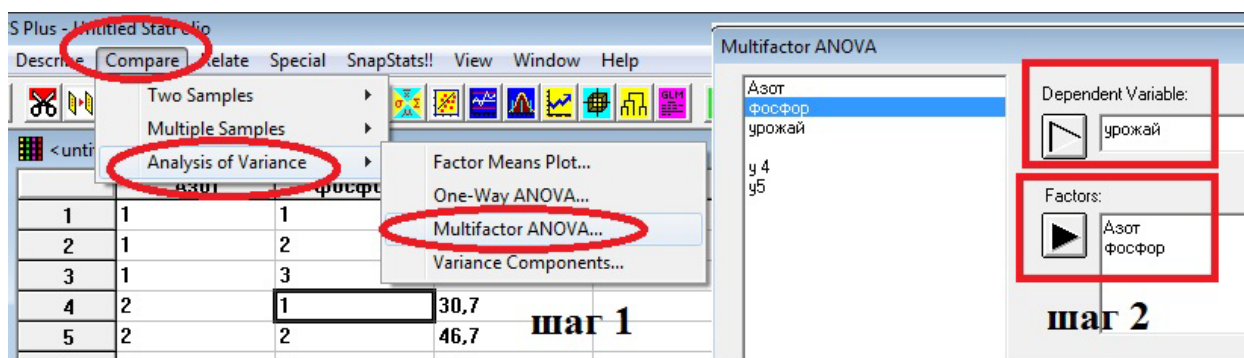 S Plus - Untitled StatFolio
Describe Compare Relate Special SnapStats!! View Window Help
Two Samples
Multiple Samples
Analysis of Variance
Factor Means Plot...
One-Way ANOVA...
Multifactor ANOVA...
Variance Components...
<unti
Азот фосфо
1 1 1
2 1 2
3 1 3
4 2 1 30,7
5 2 2 46,7
шаг 1
Multifactor ANOVA
Азот
фосфор
урожай
у 4
у5
Dependent Variable:
урожай
Factors:
Азот
фосфор
шаг 2